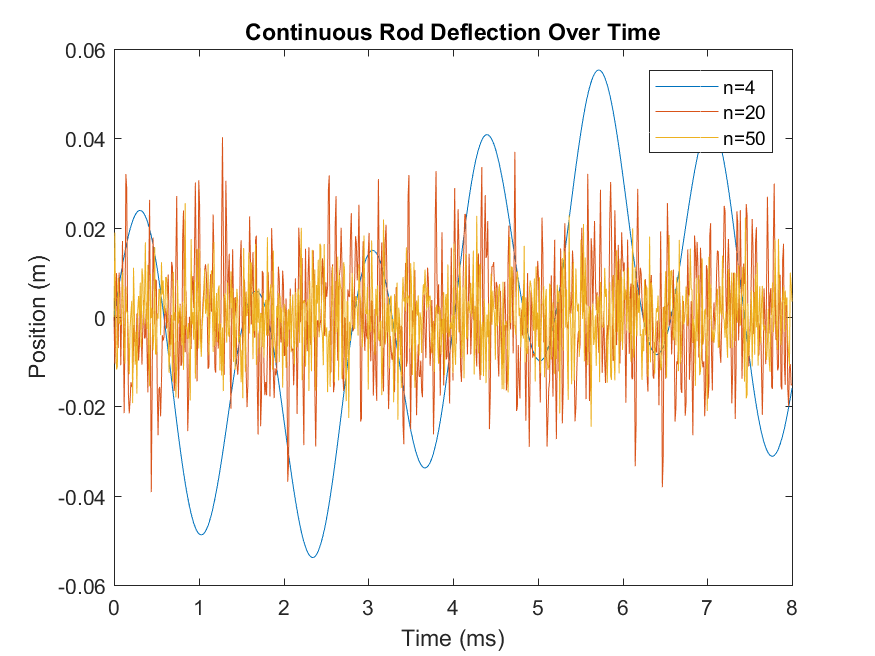 Continuous Rod Deflection Over Time
0.06
0.04
0.02
0
-0.02
-0.04
-0.06
Position (m)
n=4
n=20
n=50
0 1 2 3 4 5 6 7 8
Time (ms)